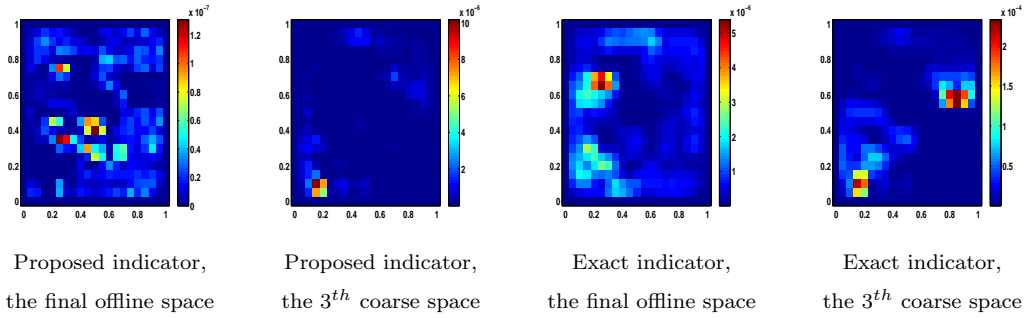 x 10⁻⁷
x 10⁻⁶
x 10⁻⁶
x 10⁻⁴
1
0.8
0.6
0.4
0.2
0
0 0.2 0.4 0.6 0.8 1
1.2
1
0.8
0.6
0.4
0.2
0
1
0.8
0.6
0.4
0.2
0
0 0.2 0.4 0.6 0.8 1
10
8
6
4
2
1
0.8
0.6
0.4
0.2
0
0 0.2 0.4 0.6 0.8 1
5
4
3
2
1
1
0.8
0.6
0.4
0.2
0
0 0.2 0.4 0.6 0.8 1
2
1.5
1
0.5
Proposed indicator,
the final offline space
Proposed indicator,
the 3^{th} coarse space
Exact indicator,
the final offline space
Exact indicator,
the 3^{th} coarse space